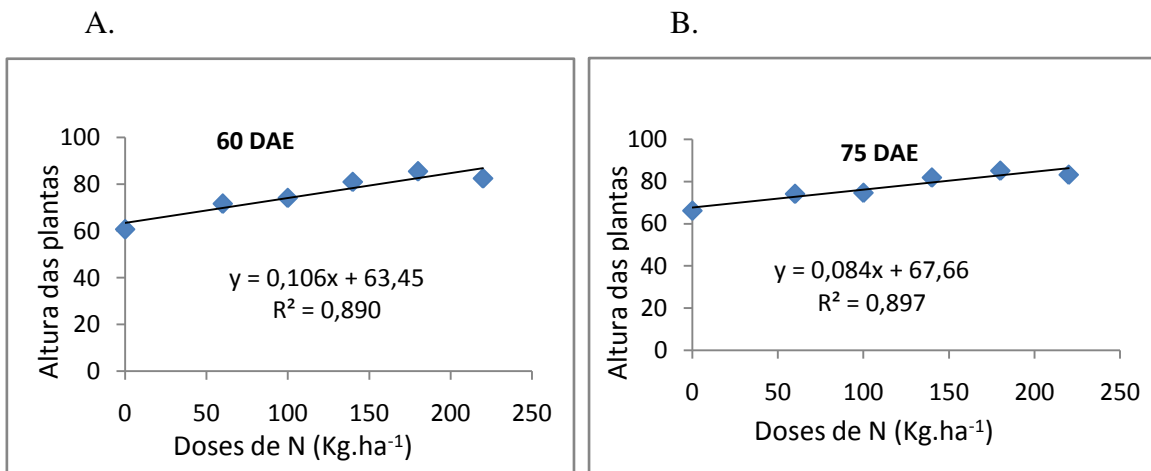 A.
60 DAE
Altura das plantas
100
80
60
40
20
0
y = 0,106x + 63,45
R² = 0,890
0 50 100 150 200 250
Doses de N (Kg.ha⁻¹)
B.
75 DAE
Altura das plantas
100
80
60
40
20
0
y = 0,084x + 67,66
R² = 0,897
0 50 100 150 200 250
Doses de N (Kg.ha⁻¹)